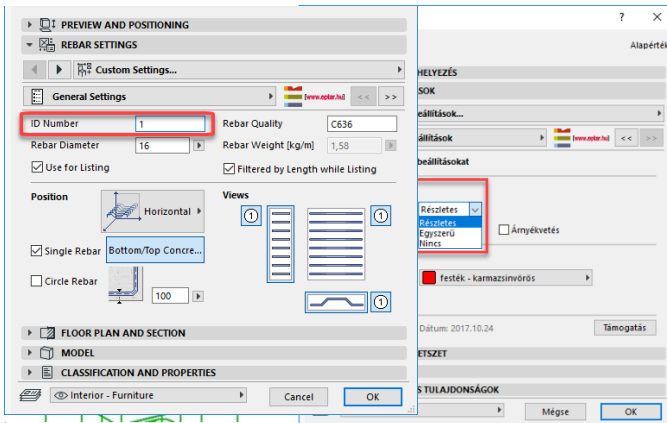 PREVIEW AND POSITIONING
REBAR SETTINGS
Custom Settings...
General Settings
[www.eptar.hu]
<< >>
ID Number 1
Rebar Quality C636
Rebar Diameter 16
Rebar Weight [kg/m] 1,58
Use for Listing
Filtered by Length while Listing
Position
Horizontal
Views
1
1
Single Rebar
Bottom/Top Concre...
Circle Rebar
100
1
FLOOR PLAN AND SECTION
MODEL
CLASSIFICATION AND PROPERTIES
Interior - Furniture
Cancel
OK
? ×
Alapérték
HELYEZÉS
SOK
eállítások...
állítások
[www.eptar.hu]
<< >>
beállításokat
Részletes
Részletes
Egyszerű
Nincs
Árnyékvetés
festék - karmazsinvörös
Dátum: 2017.10.24
Támogatás
ETSZET
S TULAJDONSÁGOK
Mégse
OK